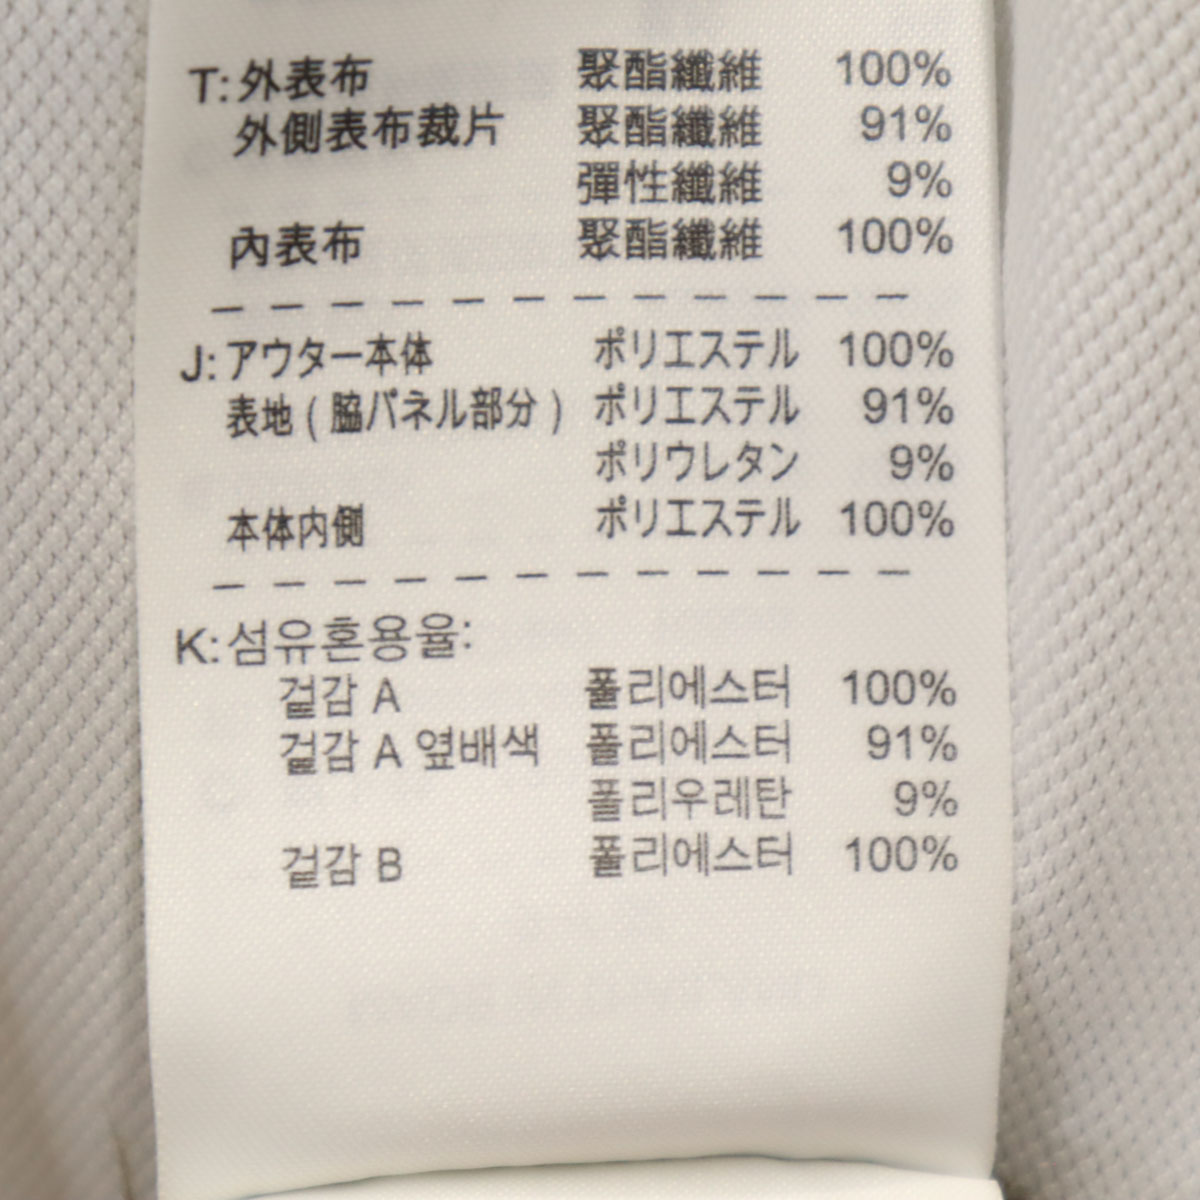 T:外表布 聚酯纖維 100%
外側表布裁片 聚酯纖維 91%
彈性纖維 9%
內表布 聚酯纖維 100%
J:アウター本体 ポリエステル 100%
表地(脇パネル部分) ポリエステル 91%
ポリウレタン 9%
本体内側 ポリエステル 100%
K:섬유혼용율:
겉감 A 폴리에스터 100%
겉감 A 옆배색 폴리에스터 91%
폴리우레탄 9%
겉감 B 폴리에스터 100%